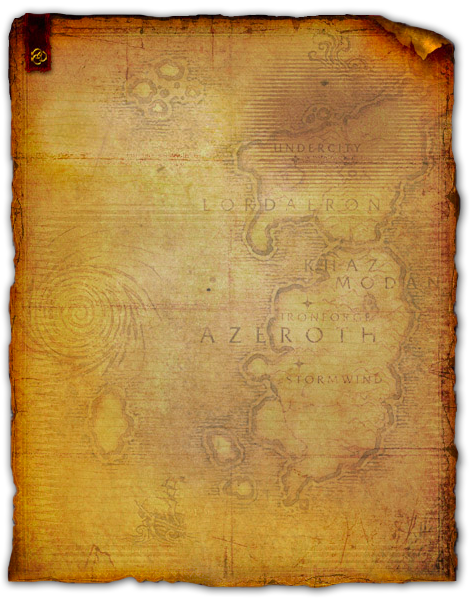 UNDERCITY
LORDAERON
KHAZ
MODAN
IRONFORGE
AZEROTH
STORMWIND